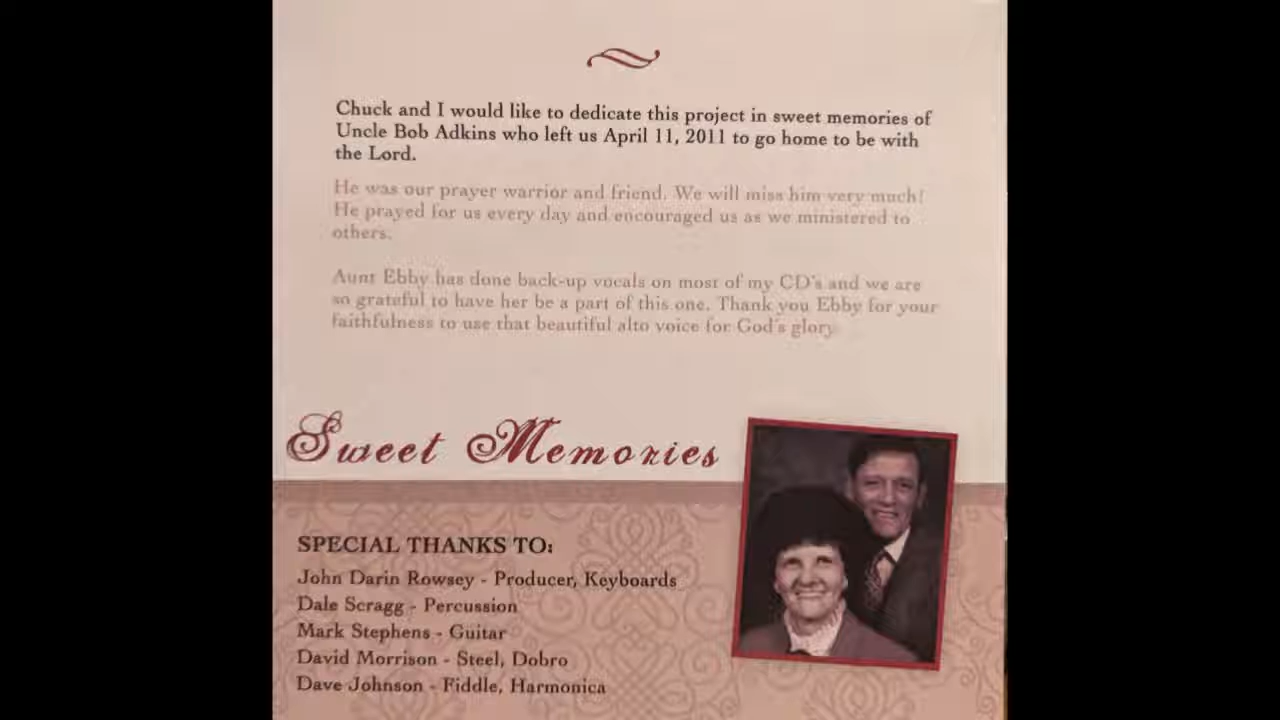 Chuck and I would like to dedicate this project in sweet memories of
Uncle Bob Adkins who left us April 11, 2011 to go home to be with
the Lord.
He was our prayer warrior and friend. We will miss him very much!
He prayed for us every day and encouraged us as we ministered to
others.
Aunt Ebby has done back-up vocals on most of my CD's and we are
so grateful to have her be a part of this one. Thank you Ebby for your
faithfulness to use that beautiful alto voice for God's glory.
Sweet Memories
SPECIAL THANKS TO:
John Darin Rowsey - Producer, Keyboards
Dale Scragg - Percussion
Mark Stephens - Guitar
David Morrison - Steel, Dobro
Dave Johnson - Fiddle, Harmonica